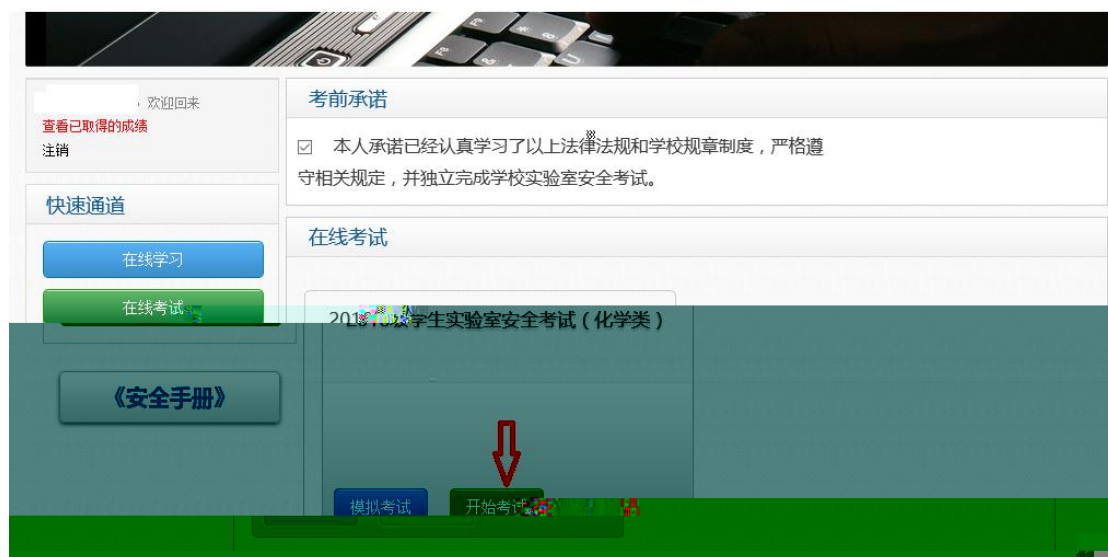 欢迎回来
查看已取得的成绩
注销
快速通道
在线学习
在线考试
《安全手册》
考前承诺
本人承诺已经认真学习了以上法律法规和学校规章制度，严格遵
守相关规定，并独立完成学校实验室安全考试。
在线考试
学生实验室安全考试（化学类）
模拟考试
开始考试